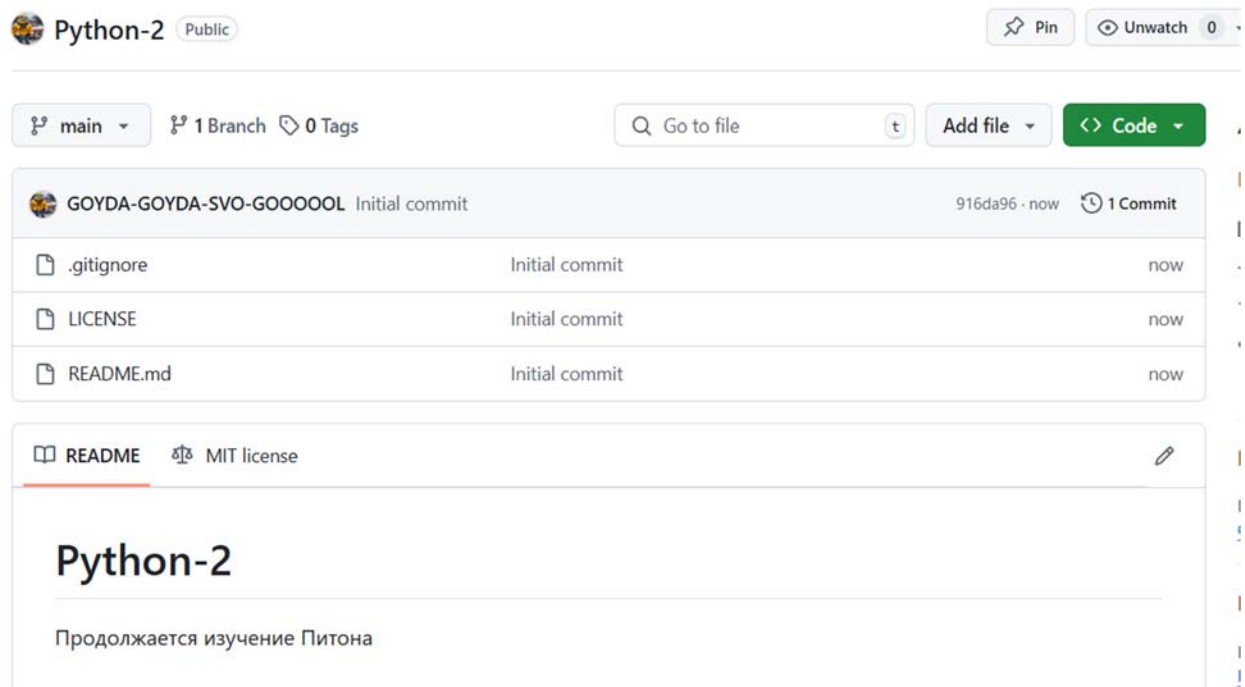 Python-2 Public Pin Unwatch 0
main 1 Branch 0 Tags Go to file t Add file Code
GOYDA-GOYDA-SVO-GOOOOOL Initial commit 916da96 · now 1 Commit
.gitignore Initial commit now
LICENSE Initial commit now
README.md Initial commit now
README MIT license
Python-2
Продолжается изучение Питона